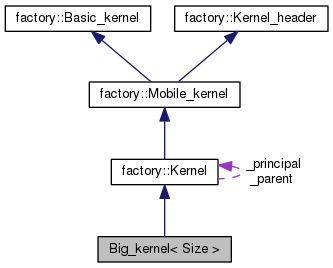 factory::Basic_kernel
factory::Kernel_header
factory::Mobile_kernel
factory::Kernel
_principal
_parent
Big_kernel< Size >